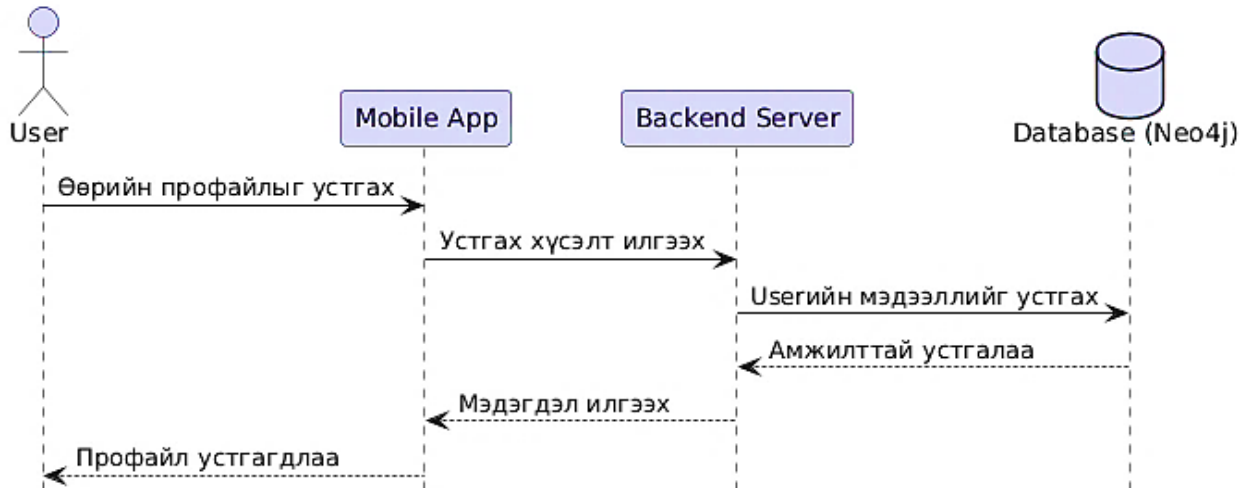 User
Mobile App
Backend Server
Database (Neo4j)
Өөрийн профайлыг устгах
Устгах хүсэлт илгээх
Userийн мэдээллийг устгах
Амжилттай устгалаа
Мэдэгдэл илгээх
Профайл устгагдлаа